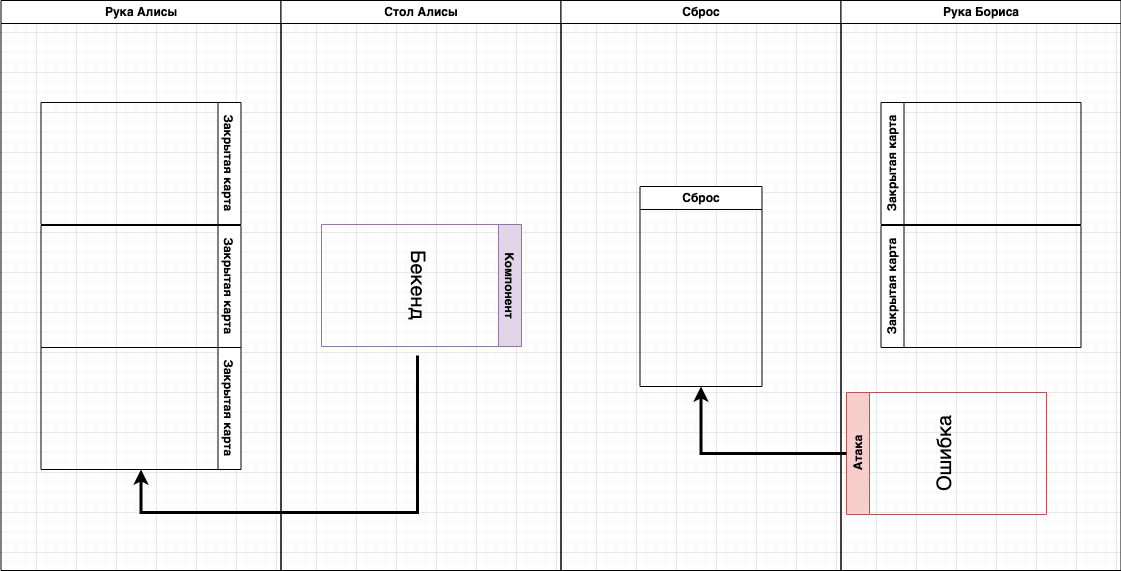 Рука Алисы
Стол Алисы
Сброс
Рука Бориса
Закрытая карта
Закрытая карта
Закрытая карта
Бекенд
Компонент
Сброс
Закрытая карта
Закрытая карта
Атака
Ошибка